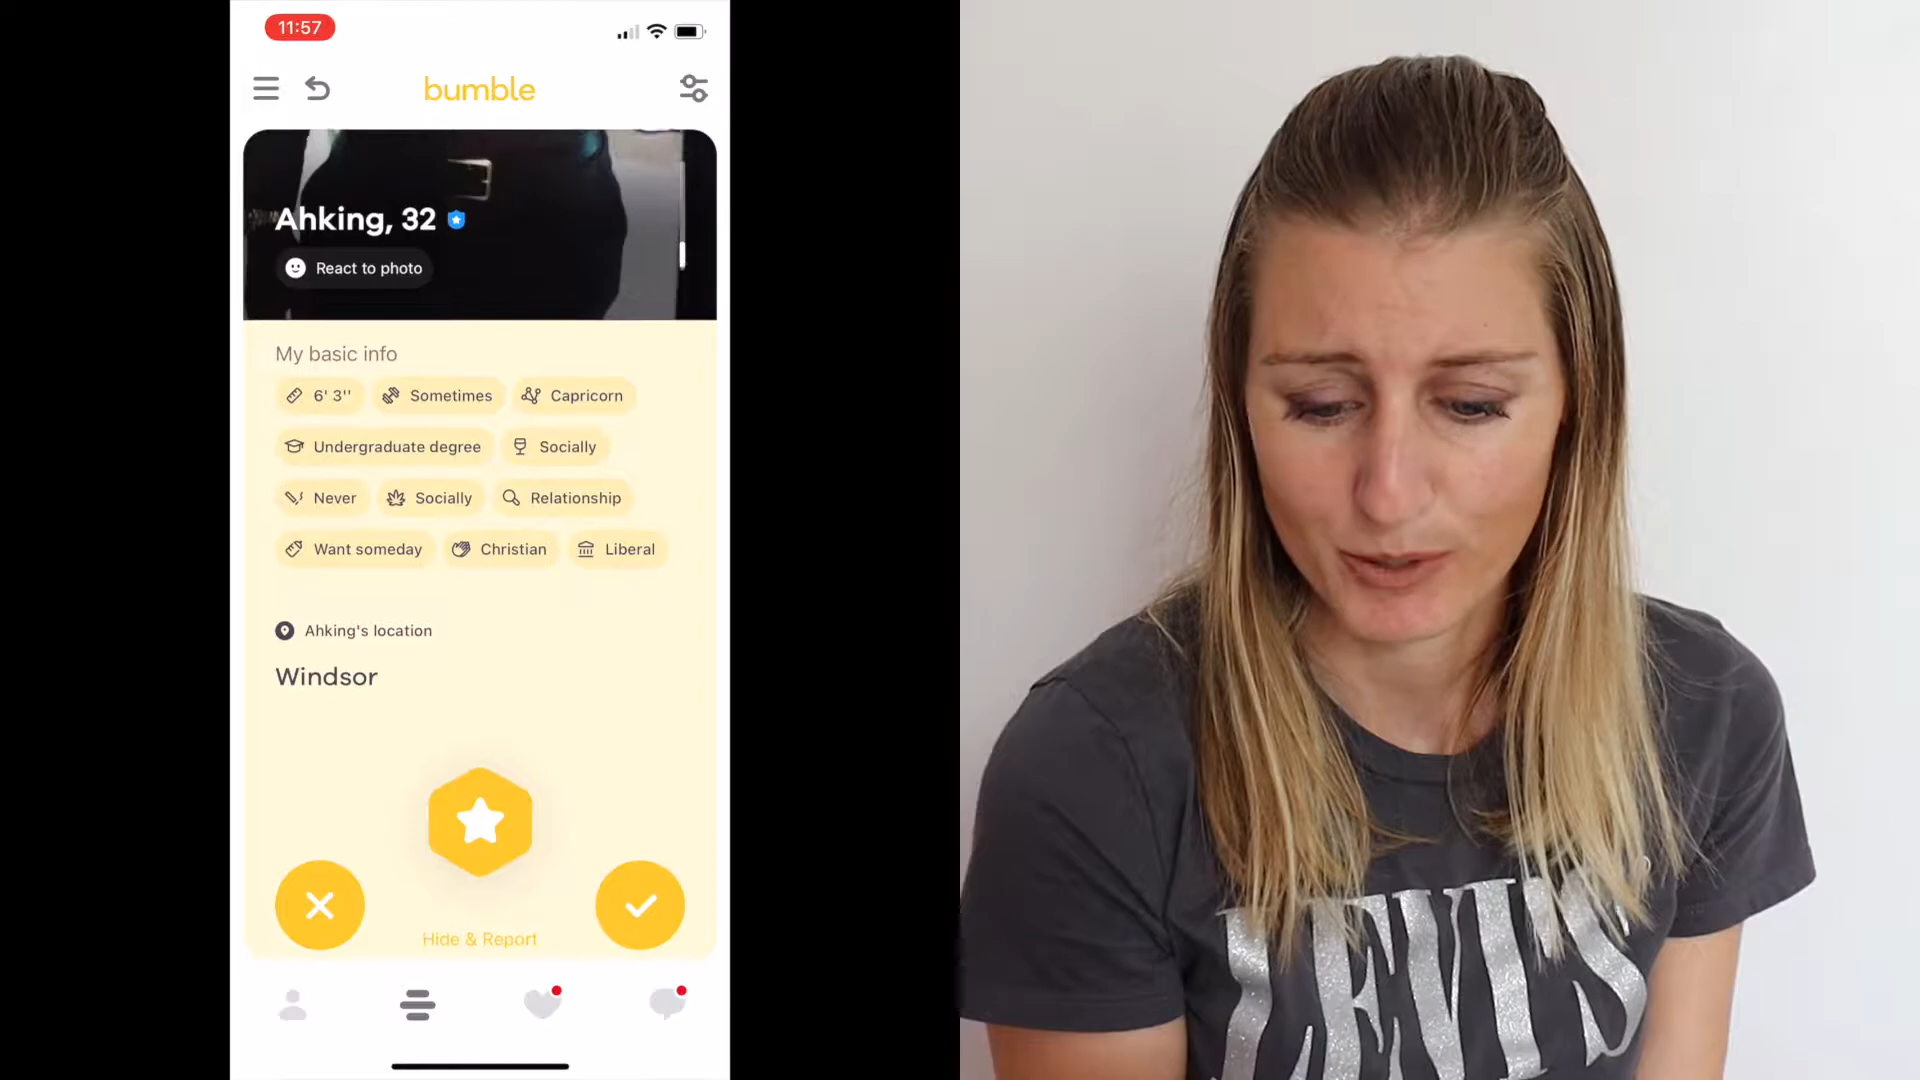 11:57
bumble
Ahking, 32
React to photo
My basic info
6' 3''
Sometimes
Capricorn
Undergraduate degree
Socially
Never
Socially
Relationship
Want someday
Christian
Liberal
Ahking's location
Windsor
Hide & Report
LEVI'S